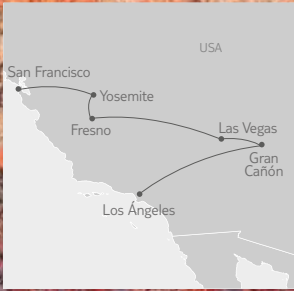 USA
San Francisco
Yosemite
Fresno
Las Vegas
Gran
Cañón
Los Ángeles